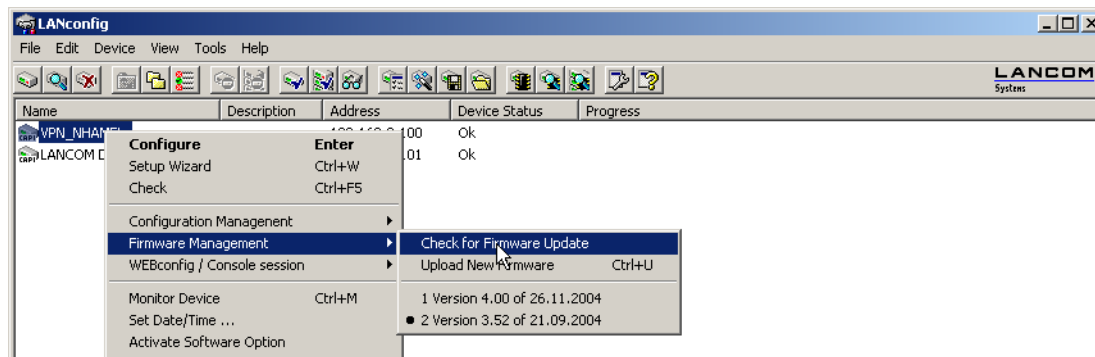 LANconfig
File Edit Device View Tools Help
LANCOM
Systems
Name Description Address Device Status Progress
.100 Ok
LANCOM .01 Ok
Configure Enter
Setup Wizard Ctrl+W
Check Ctrl+F5
Configuration Managenent
Firmware Management
WEBconfig / Console session
Monitor Device Ctrl+M
Set Date/Time ...
Activate Software Option
Check for Firmware Update
Upload New Firmware Ctrl+U
1 Version 4.00 of 26.11.2004
2 Version 3.52 of 21.09.2004